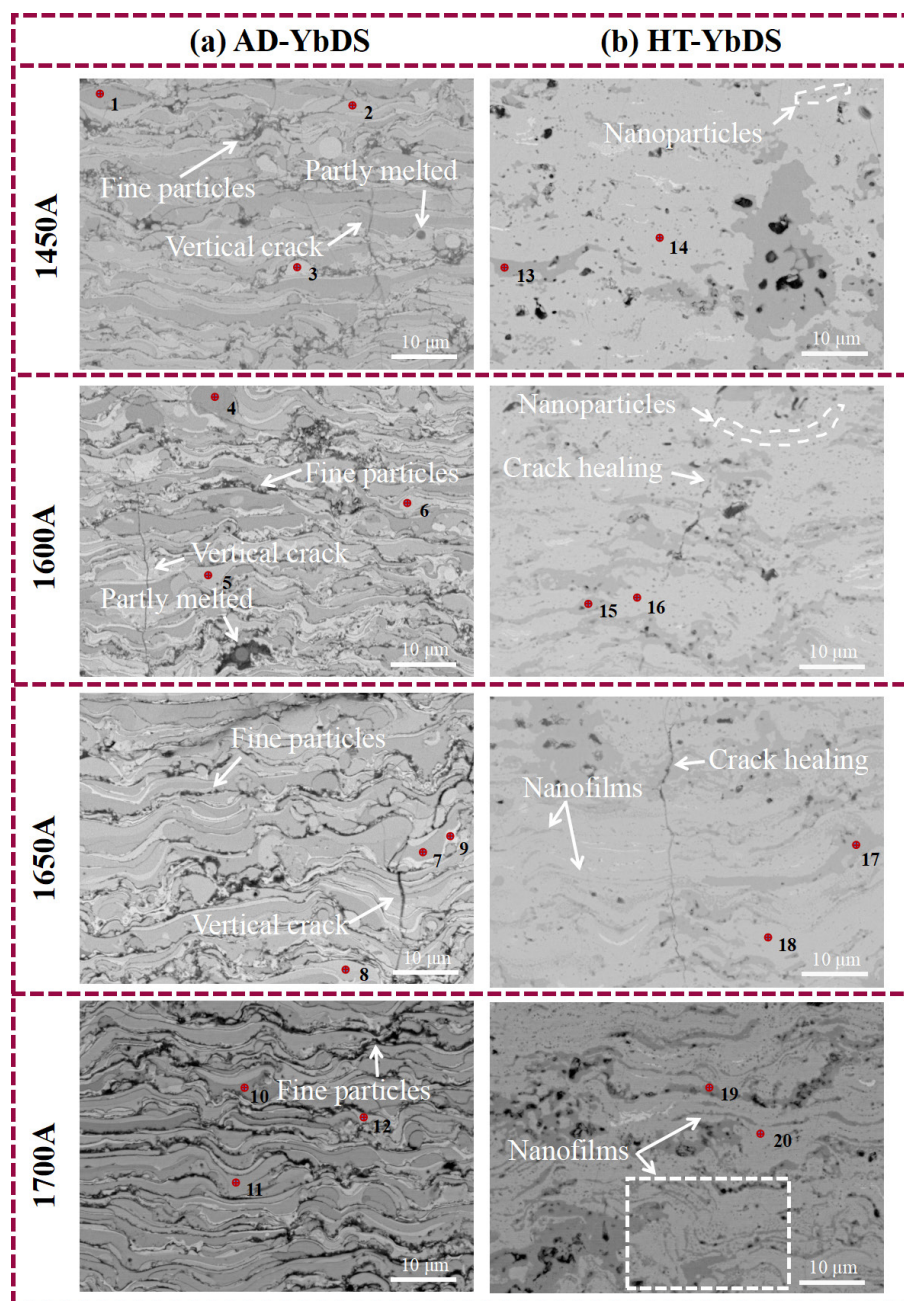 (a) AD-YbDS
(b) HT-YbDS
1450A
1
2
Fine particles
Partly melted
Vertical crack
3
10 μm
Nanoparticles
14
13
10 μm
1600A
4
Fine particles
6
Vertical crack
5
Partly melted
10 μm
Nanoparticles
Crack healing
15
16
10 μm
1650A
Fine particles
9
7
Vertical crack
8
10 μm
Crack healing
Nanofilms
17
18
10 μm
1700A
Fine particles
10
12
11
10 μm
19
20
Nanofilms
10 μm